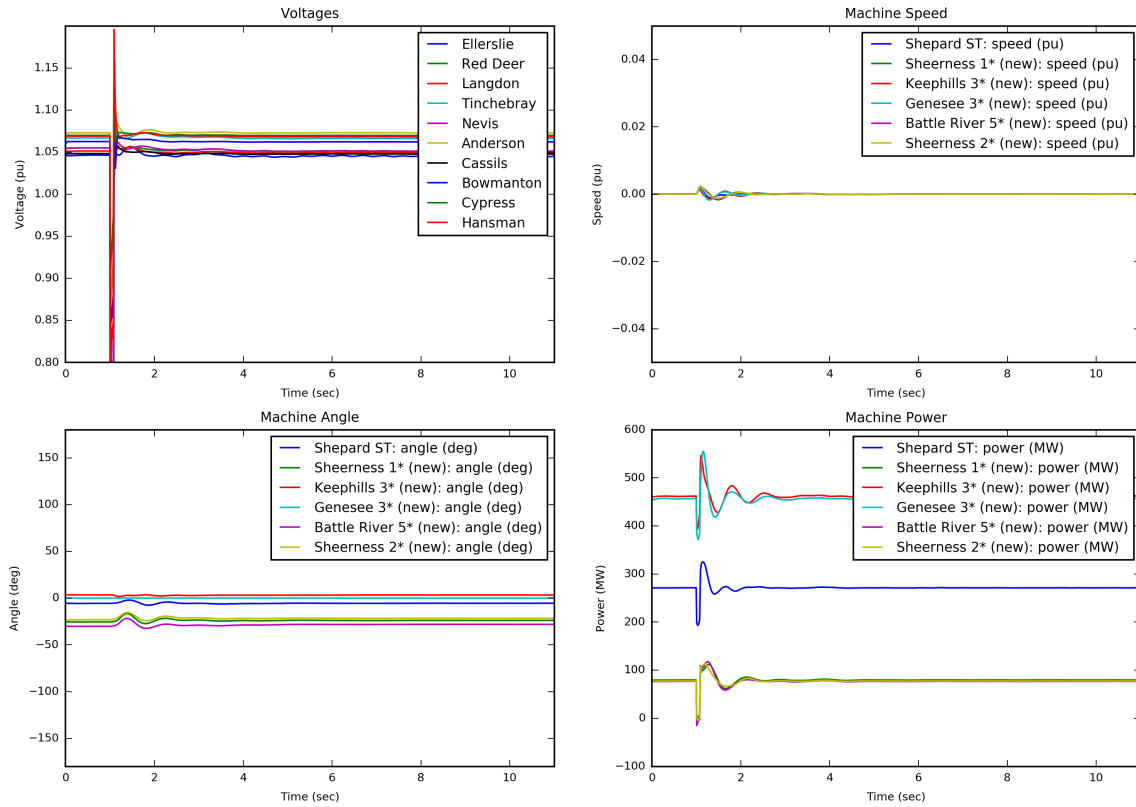 Voltages
Voltage (pu)
1.15
1.10
1.05
1.00
0.95
0.90
0.85
0.80
Ellerslie
Red Deer
Langdon
Tinchebray
Nevis
Anderson
Cassils
Bowmanton
Cypress
Hansman
0 2 4 6 8 10
Time (sec)
Machine Speed
Speed (pu)
0.04
0.02
0.00
−0.02
−0.04
Shepard ST: speed (pu)
Sheerness 1* (new): speed (pu)
Keephills 3* (new): speed (pu)
Genesee 3* (new): speed (pu)
Battle River 5* (new): speed (pu)
Sheerness 2* (new): speed (pu)
0 2 4 6 8 10
Time (sec)
Machine Angle
Angle (deg)
150
100
50
0
−50
−100
−150
Shepard ST: angle (deg)
Sheerness 1* (new): angle (deg)
Keephills 3* (new): angle (deg)
Genesee 3* (new): angle (deg)
Battle River 5* (new): angle (deg)
Sheerness 2* (new): angle (deg)
0 2 4 6 8 10
Time (sec)
Machine Power
Power (MW)
600
500
400
300
200
100
0
−100
Shepard ST: power (MW)
Sheerness 1* (new): power (MW)
Keephills 3* (new): power (MW)
Genesee 3* (new): power (MW)
Battle River 5* (new): power (MW)
Sheerness 2* (new): power (MW)
0 2 4 6 8 10
Time (sec)